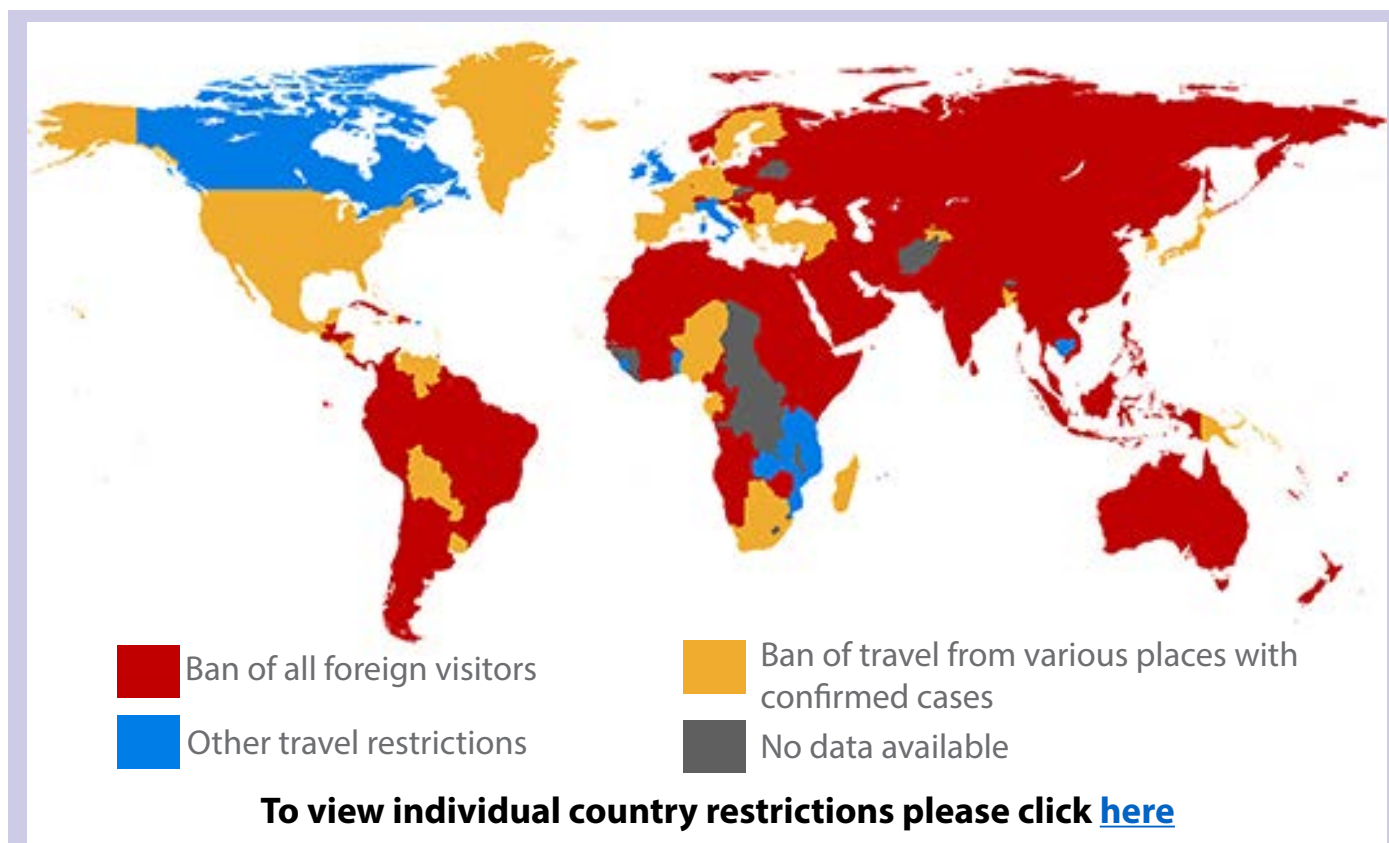 Ban of all foreign visitors
Ban of travel from various places with
confirmed cases
Other travel restrictions
No data available
To view individual country restrictions please click here